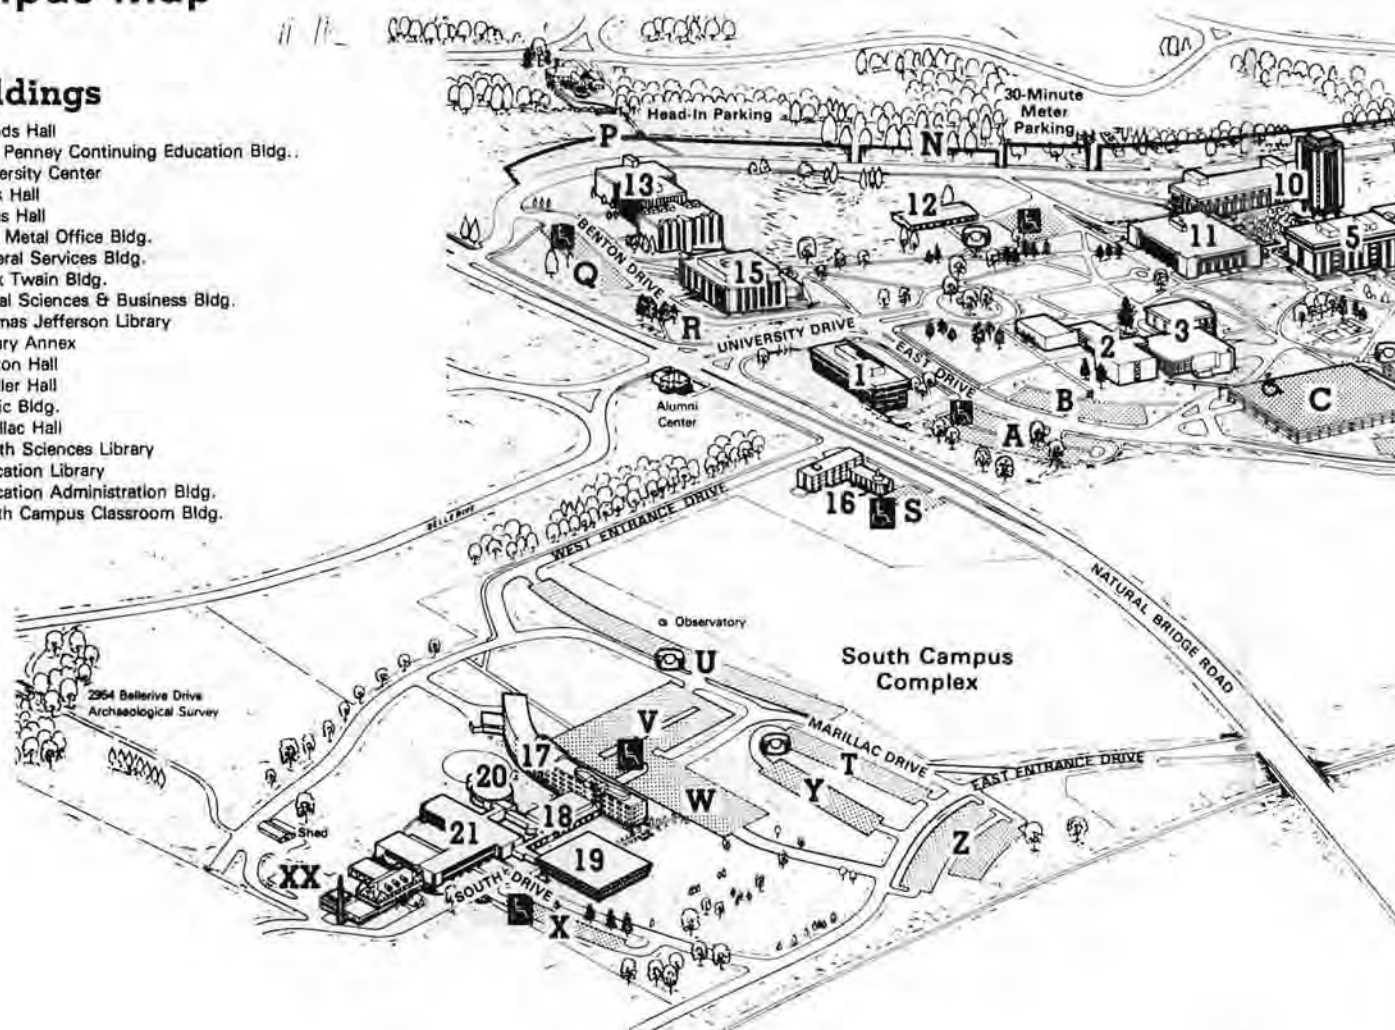 pus Map
ldings
ds Hall
Penney Continuing Education Bldg..
ersity Center
k Hall
s Hall
Metal Office Bldg.
eral Services Bldg.
k Twain Bldg.
al Sciences & Business Bldg.
mas Jefferson Library
ary Annex
ton Hall
ler Hall
ic Bldg.
llac Hall
th Sciences Library
cation Library
cation Administration Bldg.
th Campus Classroom Bldg.
Head-In Parking
30-Minute
Meter
Parking
P
N
13
12
10
11
5
BENTON DRIVE
Q
15
R
UNIVERSITY DRIVE
EAST DRIVE
1
2
3
B
A
C
Alumni
Center
16
S
BELLERIVE
WEST ENTRANCE DRIVE
NATURAL BRIDGE ROAD
Observatory
U
South Campus
Complex
2954 Bellerive Drive
Archaeological Survey
V
MARILLAC DRIVE
EAST ENTRANCE DRIVE
17
20
18
W
T
Y
Z
21
19
Shed
XX
SOUTH DRIVE
X